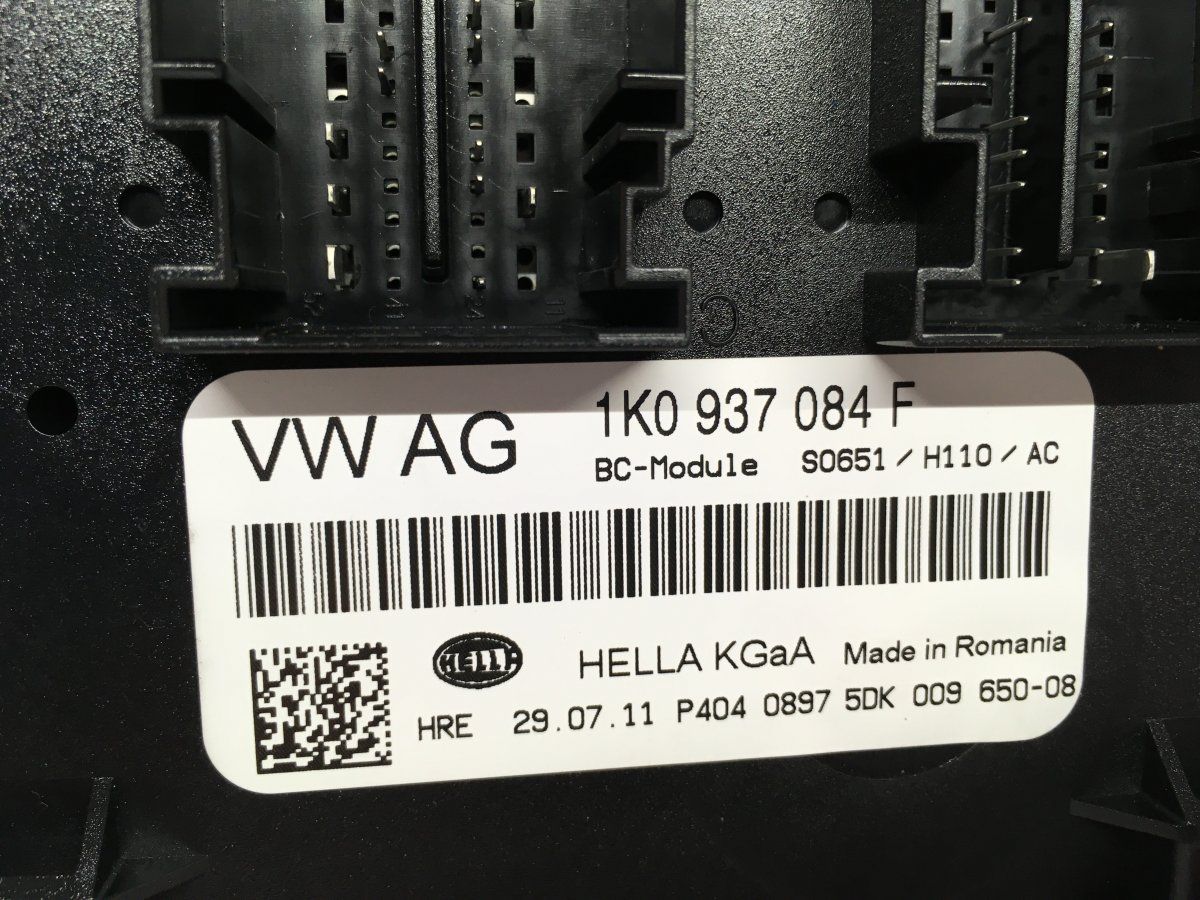 C
VW AG
1K0 937 084 F
BC-Module S0651 / H110 / AC
HELLA
HELLA KGaA Made in Romania
HRE 29.07.11 P404 0897 5DK 009 650-08